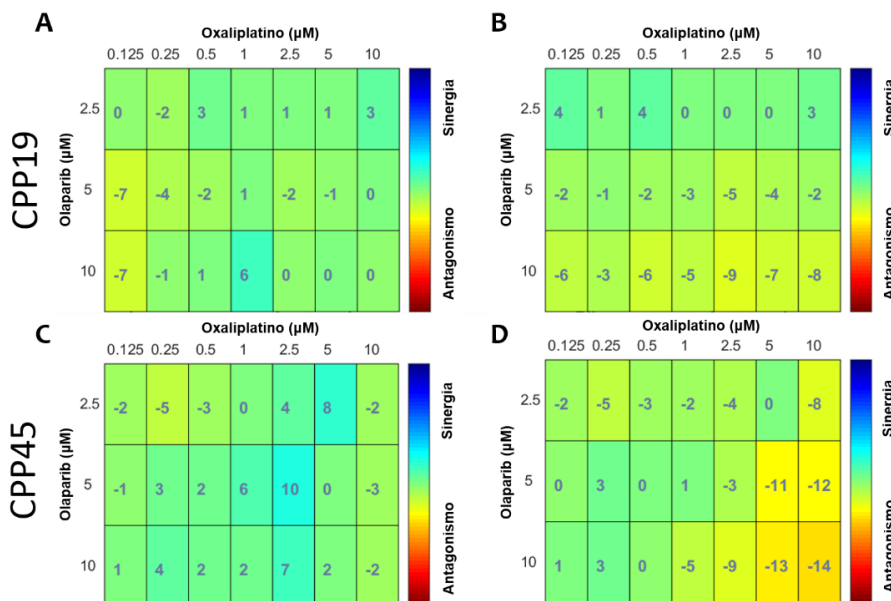 A
Oxaliplatino (µM)
0.125 0.25 0.5 1 2.5 5 10
CPP19
Olaparib (µM)
2.5 0 -2 3 1 1 1 3
5 -7 -4 -2 1 -2 -1 0
10 -7 -1 1 6 0 0 0
Sinergia
Antagonismo
B
Oxaliplatino (µM)
0.125 0.25 0.5 1 2.5 5 10
Olaparib (µM)
2.5 4 1 4 0 0 0 3
5 -2 -1 -2 -3 -5 -4 -2
10 -6 -3 -6 -5 -9 -7 -8
Sinergia
Antagonismo
C
Oxaliplatino (µM)
0.125 0.25 0.5 1 2.5 5 10
CPP45
Olaparib (µM)
2.5 -2 -5 -3 0 4 8 -2
5 -1 3 2 6 10 0 -3
10 1 4 2 2 7 2 -2
Sinergia
Antagonismo
D
Oxaliplatino (µM)
0.125 0.25 0.5 1 2.5 5 10
Olaparib (µM)
2.5 -2 -5 -3 -2 -4 0 -8
5 0 3 0 1 -3 -11 -12
10 1 3 0 -5 -9 -13 -14
Sinergia
Antagonismo